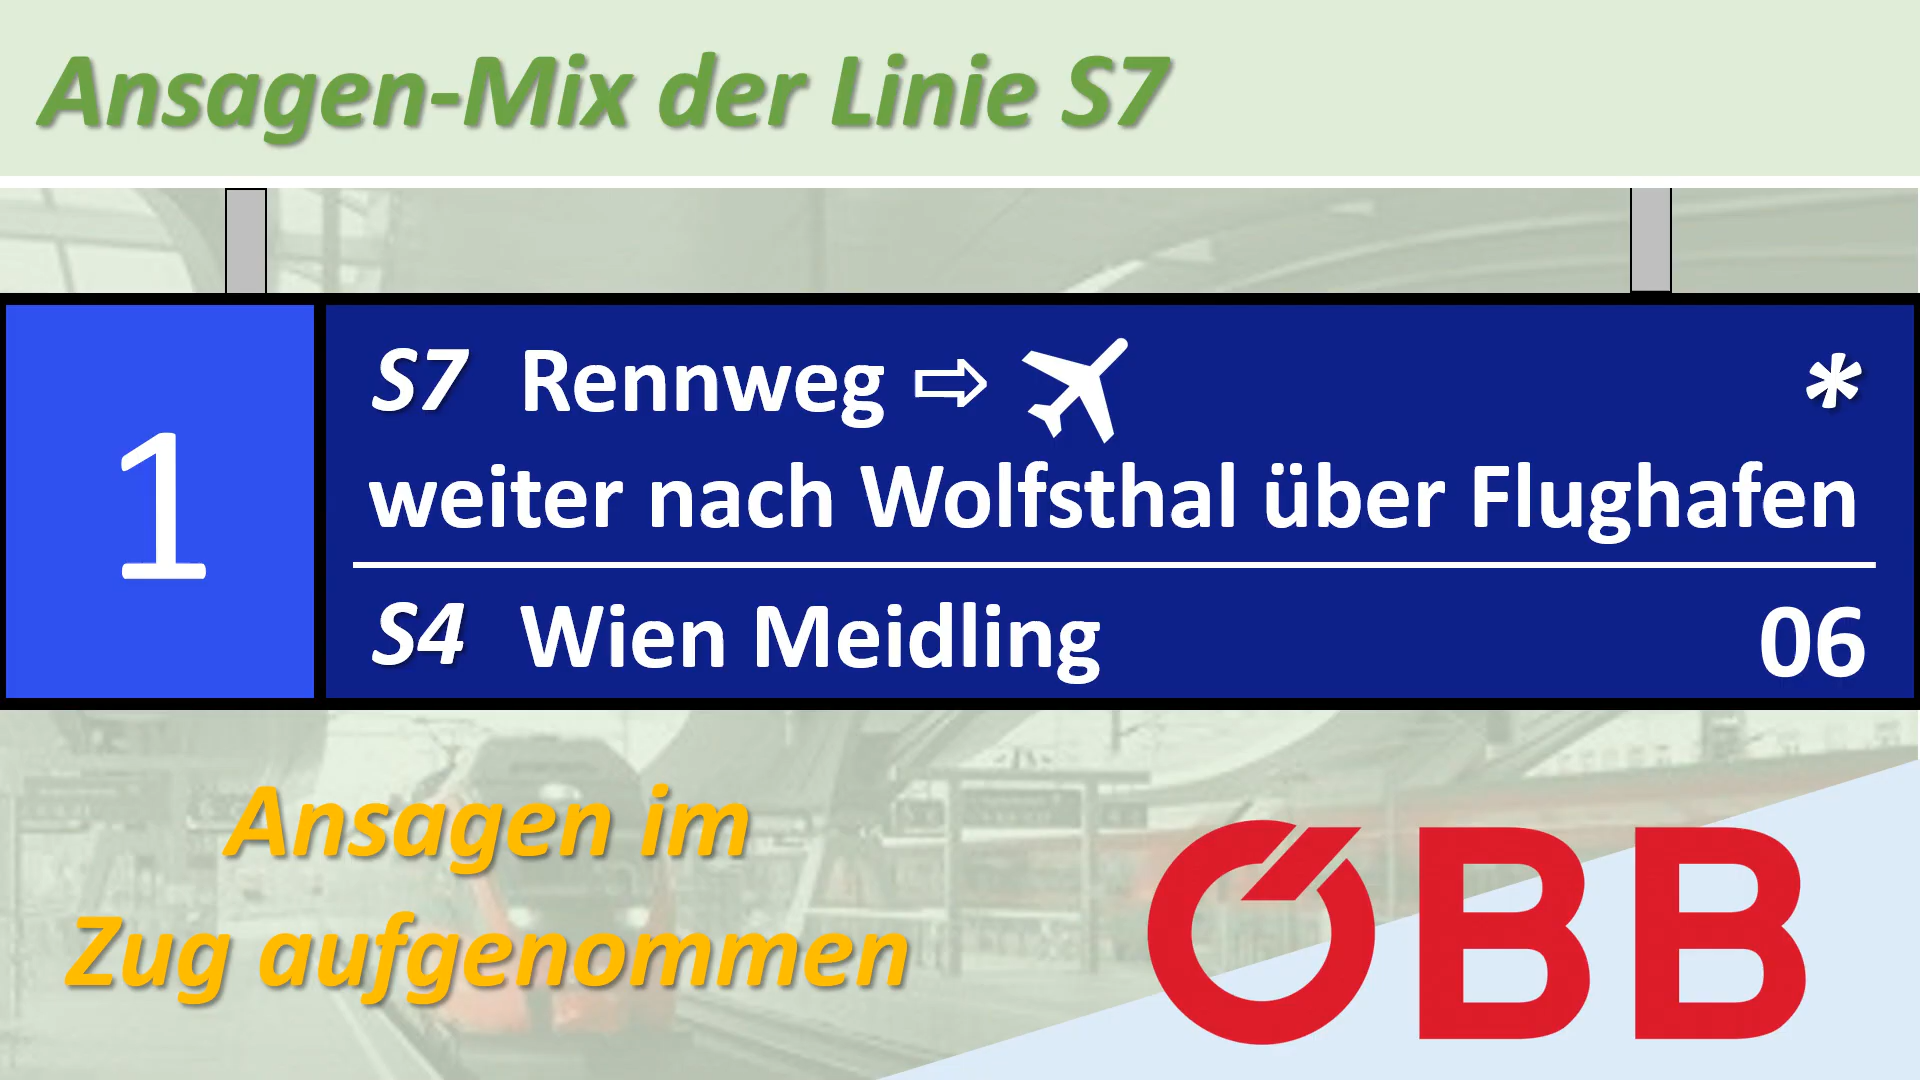 Ansagen-Mix der Linie S7
1
S7 Rennweg ⇨ ✈ *
weiter nach Wolfsthal über Flughafen
S4 Wien Meidling 06
Ansagen im
Zug aufgenommen
ÖBB